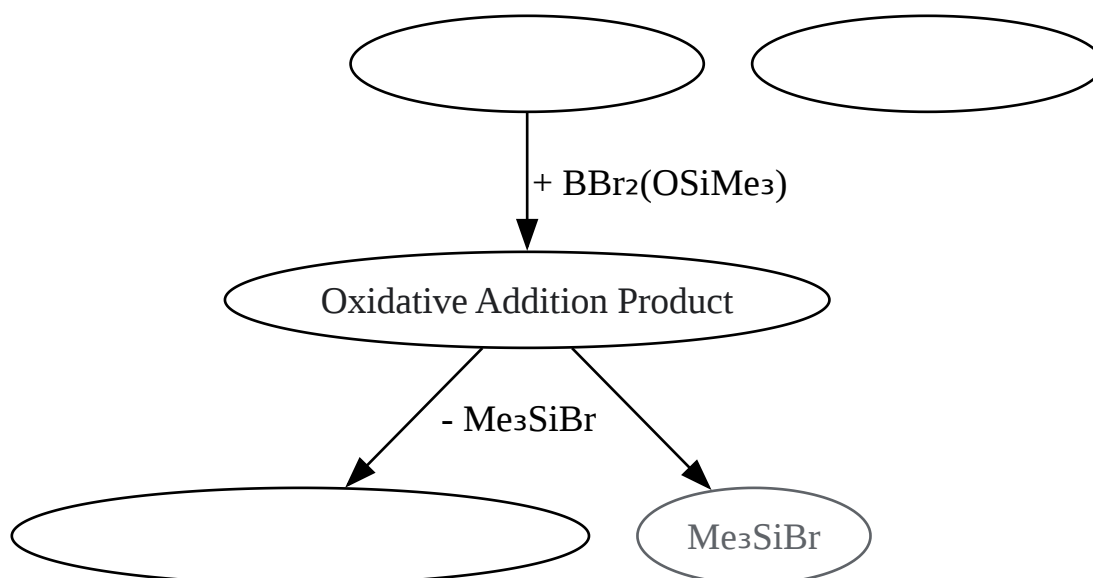 + BBr₂(OSiMe₃)
Oxidative Addition Product
- Me₃SiBr
Me₃SiBr